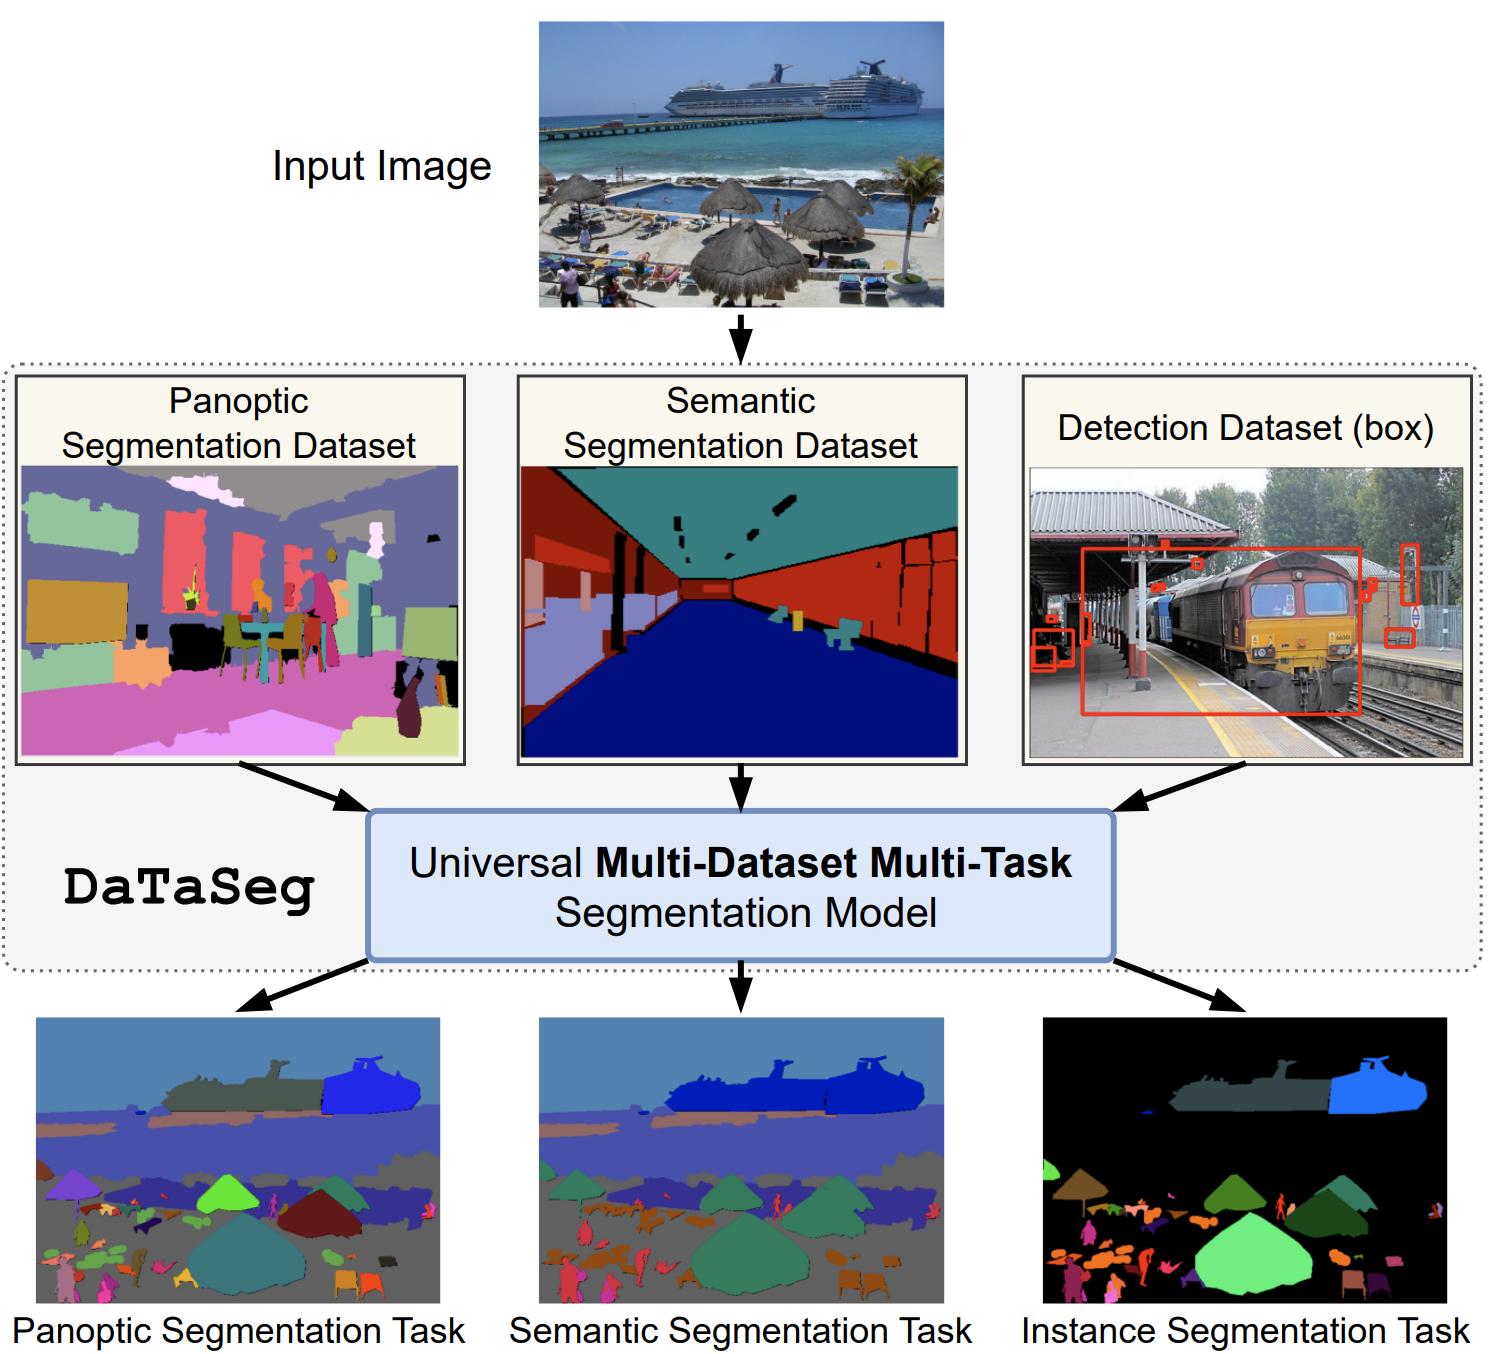 Input Image
Panoptic
Segmentation Dataset
Semantic
Segmentation Dataset
Detection Dataset (box)
DaTaSeg
Universal Multi-Dataset Multi-Task
Segmentation Model
Panoptic Segmentation Task
Semantic Segmentation Task
Instance Segmentation Task